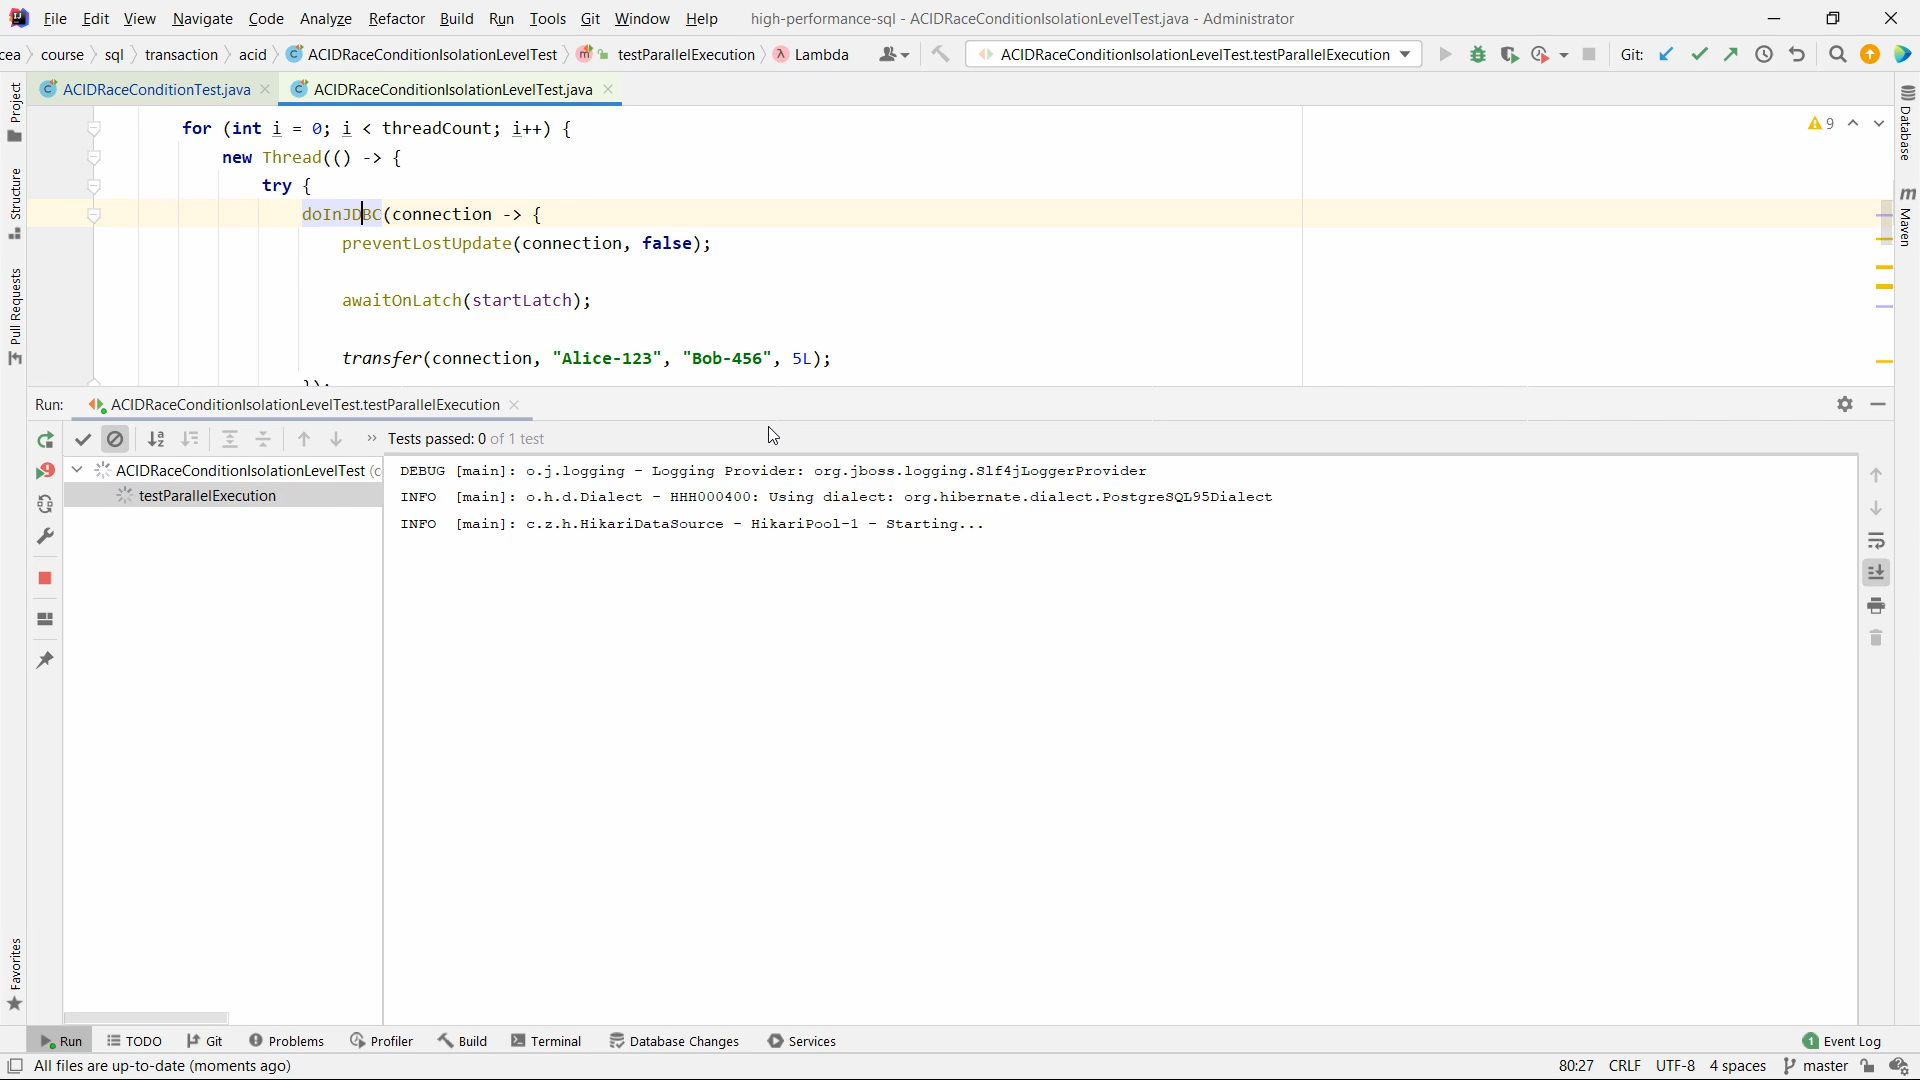 File Edit View Navigate Code Analyze Refactor Build Run Tools Git Window Help high-performance-sql - ACIDRaceConditionIsolationLevelTest.java - Administrator
cea course sql transaction acid ACIDRaceConditionIsolationLevelTest testParallelExecution Lambda ACIDRaceConditionIsolationLevelTest.testParallelExecution Git:
ACIDRaceConditionTest.java ACIDRaceConditionIsolationLevelTest.java
for (int i = 0; i < threadCount; i++) { 9
new Thread(() -> {
try {
doInJDBC(connection -> {
preventLostUpdate(connection, false);
awaitOnLatch(startLatch);
transfer(connection, "Alice-123", "Bob-456", 5L);
});
Project
Structure
Pull Requests
Favorites
Database
Maven
Run: ACIDRaceConditionIsolationLevelTest.testParallelExecution
Tests passed: 0 of 1 test
ACIDRaceConditionIsolationLevelTest (c
testParallelExecution
DEBUG [main]: o.j.logging - Logging Provider: org.jboss.logging.Slf4jLoggerProvider
INFO [main]: o.h.d.Dialect - HHH000400: Using dialect: org.hibernate.dialect.PostgreSQL95Dialect
INFO [main]: c.z.h.HikariDataSource - HikariPool-1 - Starting...
Run TODO Git Problems Profiler Build Terminal Database Changes Services 1 Event Log
All files are up-to-date (moments ago) 80:27 CRLF UTF-8 4 spaces master